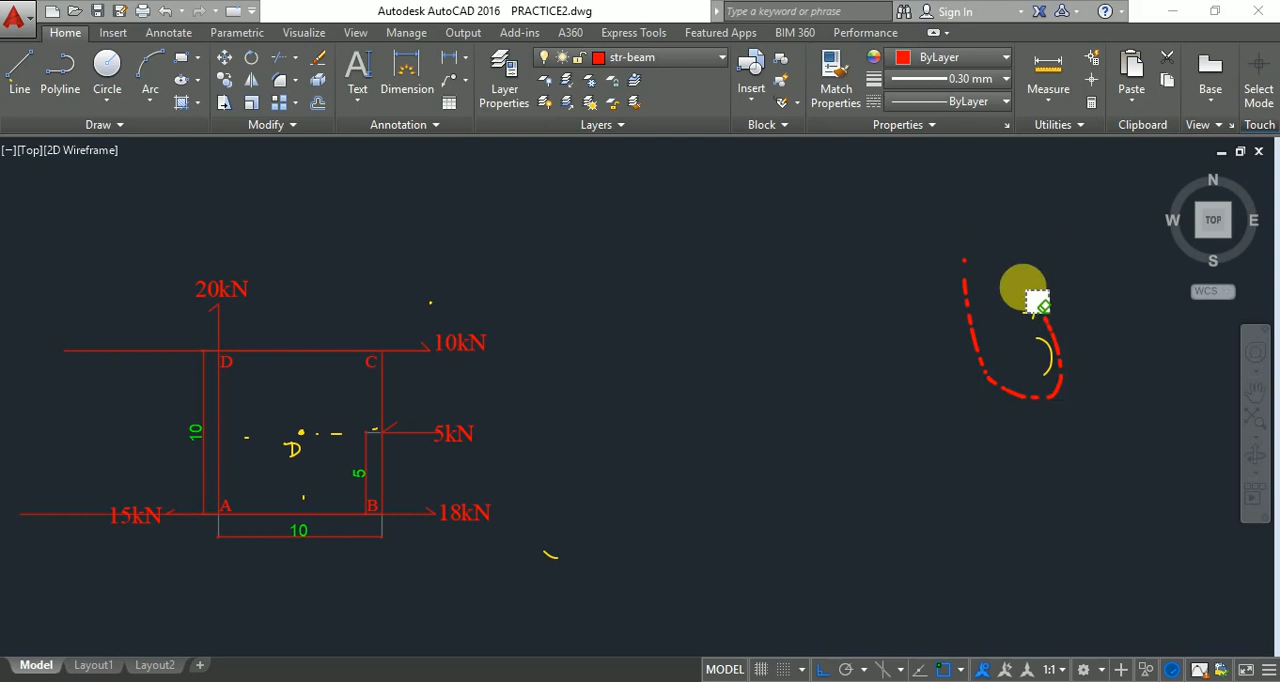 Autodesk AutoCAD 2016 PRACTICE2.dwg
Type a keyword or phrase
Sign In
Home Insert Annotate Parametric Visualize View Manage Output Add-ins A360 Express Tools Featured Apps BIM 360 Performance
Line Polyline Circle Arc
Text Dimension
Layer Properties
str-beam
Insert
Match Properties
ByLayer
0.30 mm
ByLayer
Measure
Paste
Base
Select Mode
Draw Modify Annotation Layers Block Properties Utilities Clipboard View Touch
[−][Top][2D Wireframe]
N
W TOP E
S
WCS
20kN
10kN
D C
10
5kN
D
5
A B
15kN 18kN
10
Model Layout1 Layout2 +
MODEL 1:1